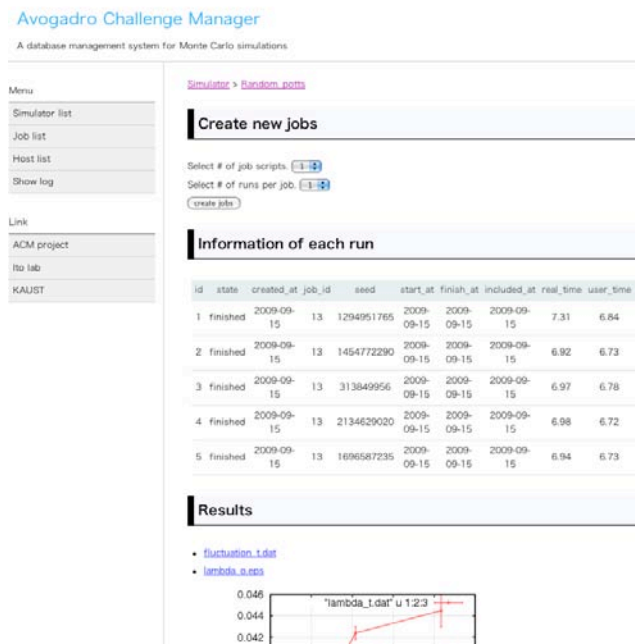 Avogadro Challenge Manager
A database management system for Monte Carlo simulations
Menu
Simulator list
Job list
Host list
Show log
Link
ACM project
Ito lab
KAUST
Simulator > Random_potts
Create new jobs
Select # of job scripts. 1
Select # of runs per job. 1
create jobs
Information of each run
id state created_at job_id seed start_at finish_at included_at real_time user_time
1 finished 2009-09-15 13 1294951765 2009-09-15 2009-09-15 2009-09-15 7.31 6.84
2 finished 2009-09-15 13 1454772290 2009-09-15 2009-09-15 2009-09-15 6.92 6.73
3 finished 2009-09-15 13 313849956 2009-09-15 2009-09-15 2009-09-15 6.97 6.78
4 finished 2009-09-15 13 2134629020 2009-09-15 2009-09-15 2009-09-15 6.98 6.72
5 finished 2009-09-15 13 1696587235 2009-09-15 2009-09-15 2009-09-15 6.94 6.73
Results
fluctuation_t.dat
lambda_o.eps
0.046
"lambda_t.dat" u 1:2:3
0.044
0.042